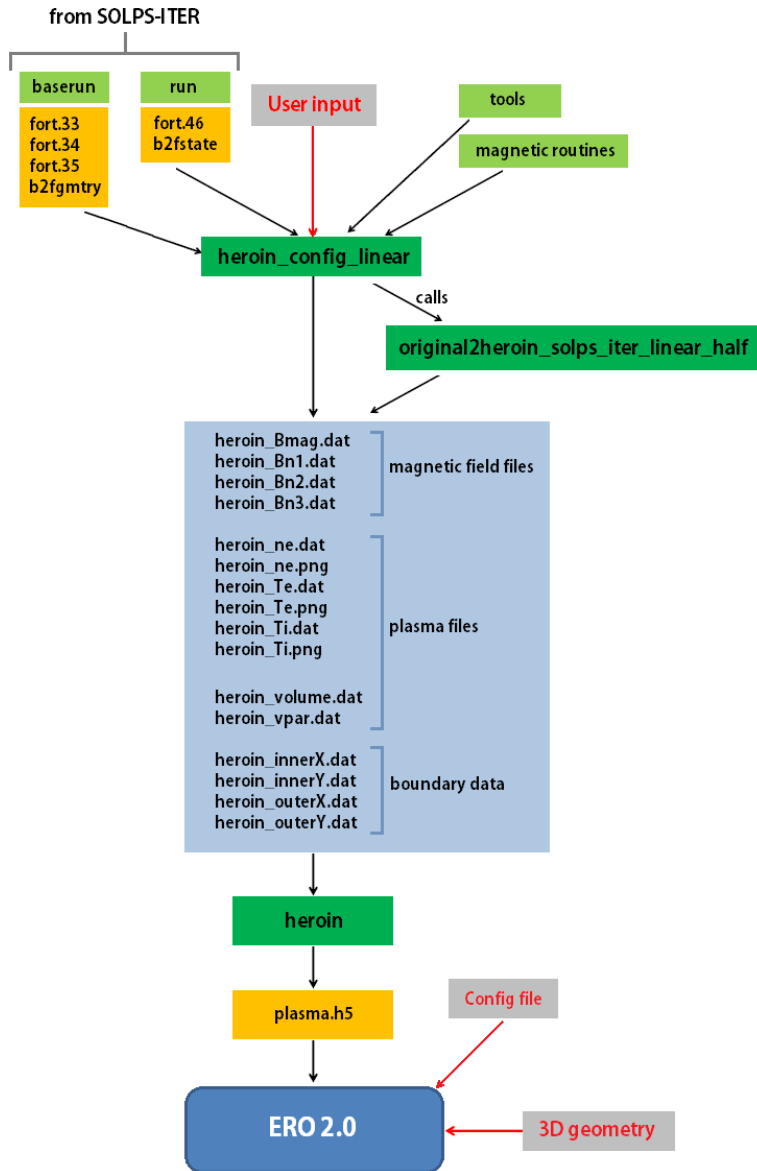 from SOLPS-ITER
baserun
run
fort.33
fort.34
fort.35
b2fgmtry
fort.46
b2fstate
User input
tools
magnetic routines
heroin_config_linear
calls
original2heroin_solps_iter_linear_half
heroin_Bmag.dat
heroin_Bn1.dat
heroin_Bn2.dat
heroin_Bn3.dat
magnetic field files
heroin_ne.dat
heroin_ne.png
heroin_Te.dat
heroin_Te.png
heroin_Ti.dat
heroin_Ti.png
heroin_volume.dat
heroin_vpar.dat
plasma files
heroin_innerX.dat
heroin_innerY.dat
heroin_outerX.dat
heroin_outerY.dat
boundary data
heroin
plasma.h5
Config file
ERO 2.0
3D geometry